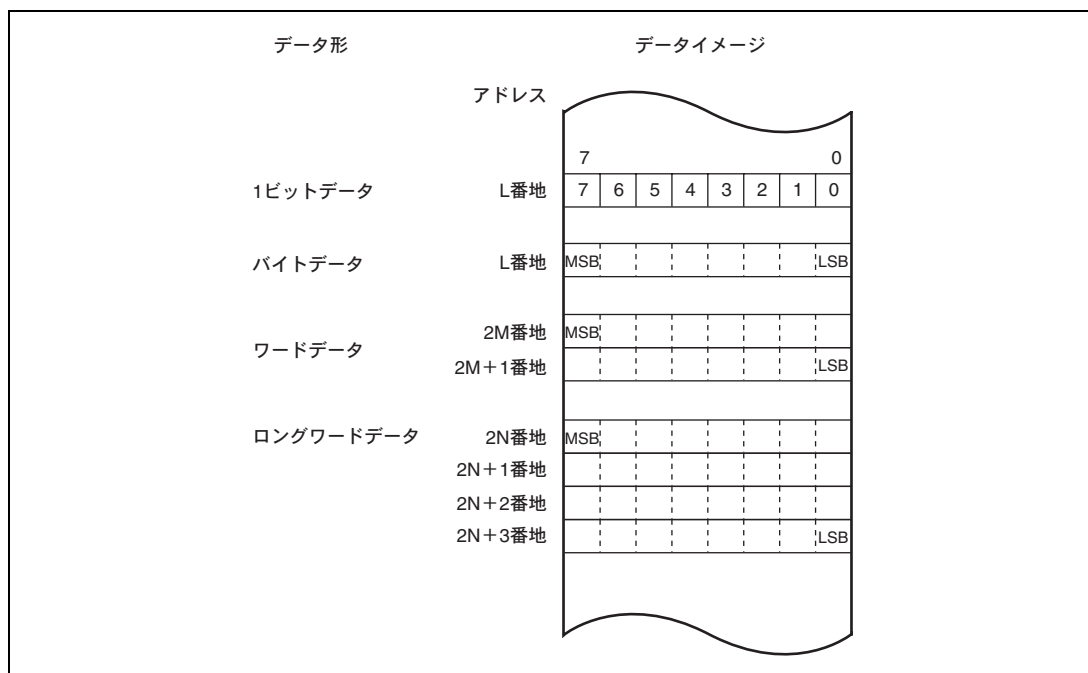 データ形 データイメージ
アドレス
7 0
1ビットデータ L番地 7 6 5 4 3 2 1 0
バイトデータ L番地 MSB LSB
2M番地 MSB
ワードデータ
2M+1番地 LSB
ロングワードデータ 2N番地 MSB
2N+1番地
2N+2番地
2N+3番地 LSB